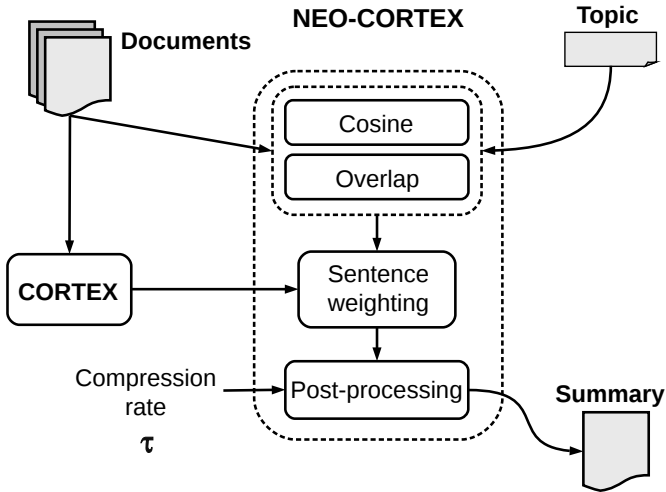 NEO-CORTEX
Topic
Documents
Cosine
Overlap
CORTEX
Sentence
weighting
Compression
rate
τ
Post-processing
Summary